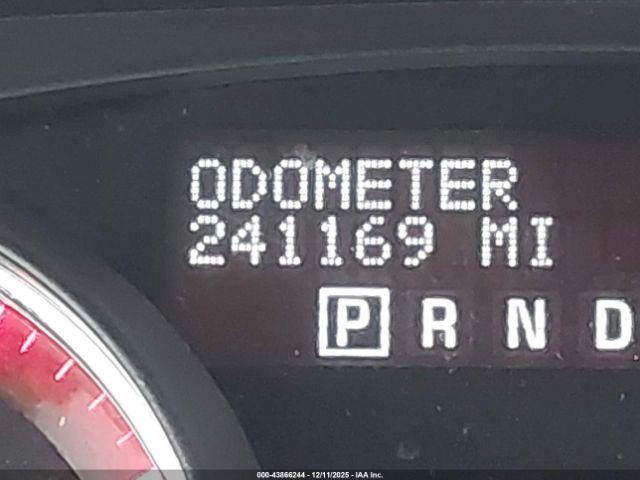 ODOMETER
241169 MI
P R N D
000-43866244 - 12/11/2025 - IAA Inc.